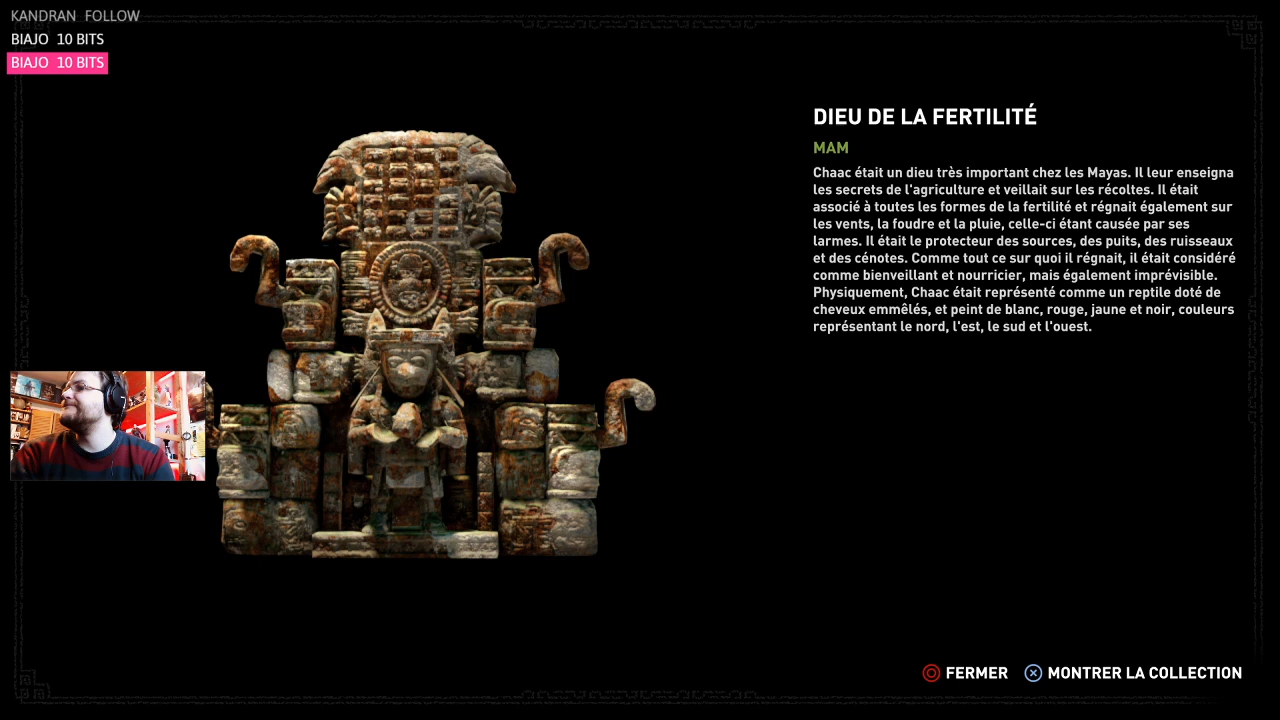 KANDRAN FOLLOW
BIAJO 10 BITS
BIAJO 10 BITS
DIEU DE LA FERTILITÉ
MAM
Chaac était un dieu très important chez les Mayas. Il leur enseigna
les secrets de l'agriculture et veillait sur les récoltes. Il était
associé à toutes les formes de la fertilité et régnait également sur
les vents, la foudre et la pluie, celle-ci étant causée par ses
larmes. Il était le protecteur des sources, des puits, des ruisseaux
et des cénotes. Comme tout ce sur quoi il régnait, il était considéré
comme bienveillant et nourricier, mais également imprévisible.
Physiquement, Chaac était représenté comme un reptile doté de
cheveux emmêlés, et peint de blanc, rouge, jaune et noir, couleurs
représentant le nord, l'est, le sud et l'ouest.
FERMER MONTRER LA COLLECTION